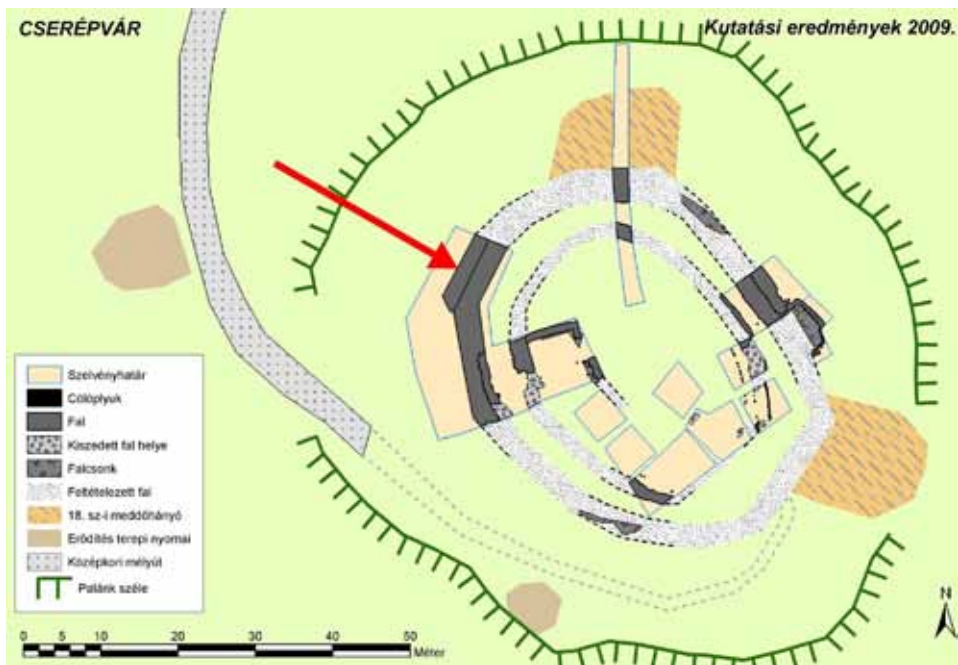 CSERÉPVÁR
Kutatási eredmények 2009.
Szelvényhatár
Cölöplyuk
Fal
Kiszedett fal helye
Falcsonk
Feltételezett fal
18. sz-i meddőhányó
Erődítés terepi nyomai
Középkori mélyút
Palánk széle
0 5 10 20 30 40 50
Méter
N